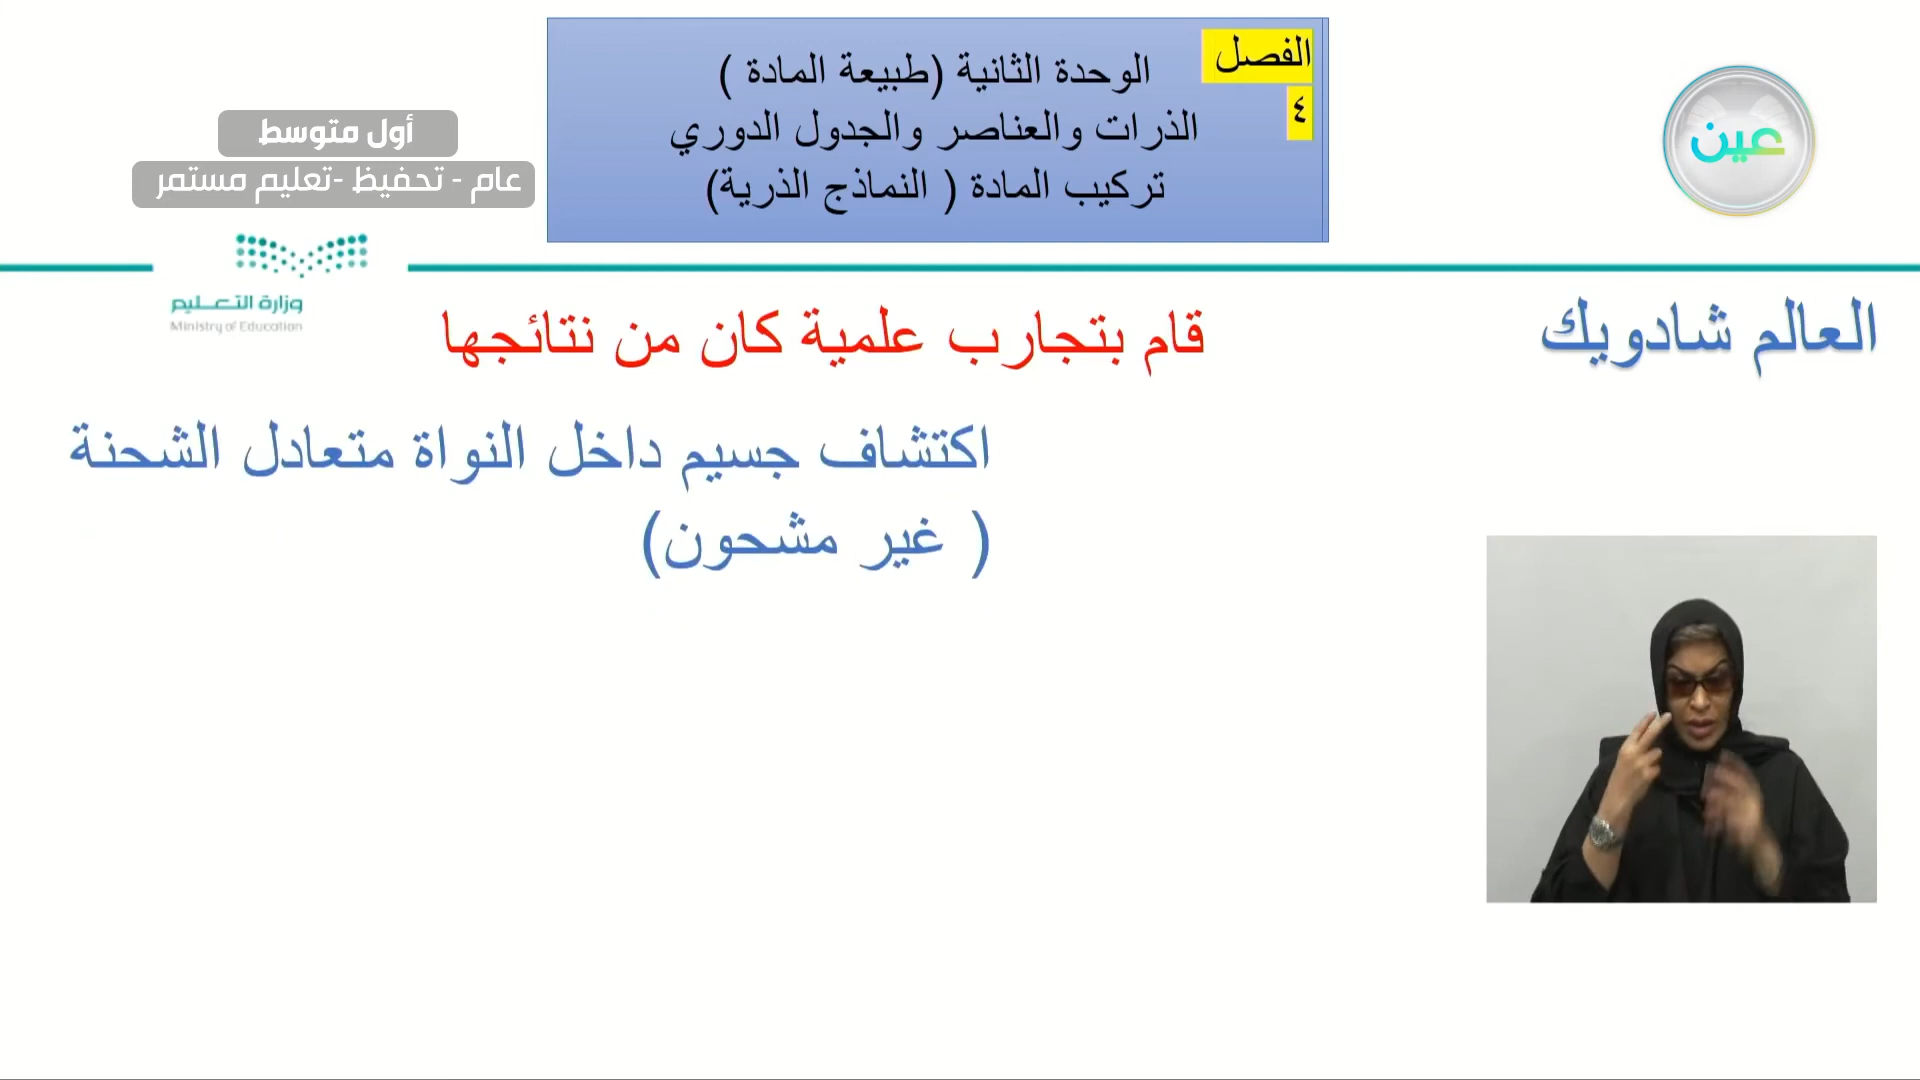 الفصل
٤
الوحدة الثانية (طبيعة المادة )
الذرات والعناصر والجدول الدوري
تركيب المادة ( النماذج الذرية)
عين
أول متوسط
عام - تحفيظ -تعليم مستمر
وزارة التعليم
Ministry of Education
العالم شادويك
قام بتجارب علمية كان من نتائجها
اكتشاف جسيم داخل النواة متعادل الشحنة
( غير مشحون)